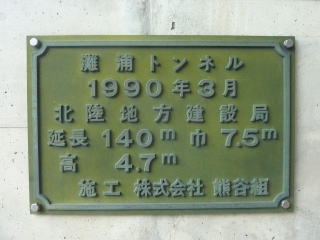 灘浦トンネル
1990年3月
北陸地方建設局
延長 140m 巾 7.5m
高 4.7m
施工 株式会社 熊谷組